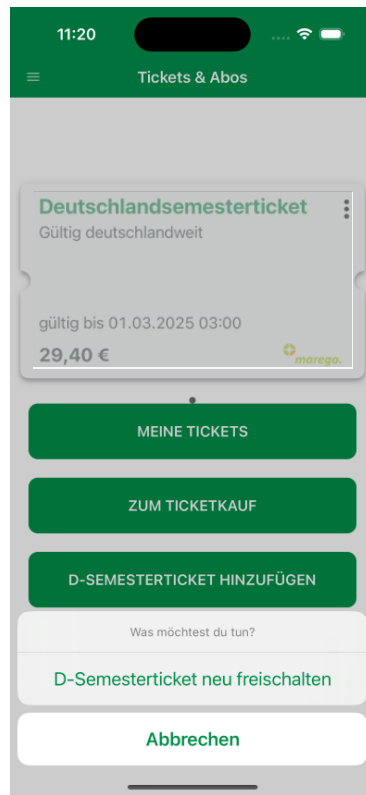 11:20
Tickets & Abos
Deutschlandsemesterticket
Gültig deutschlandweit
gültig bis 01.03.2025 03:00
29,40 €
marego.
MEINE TICKETS
ZUM TICKETKAUF
D-SEMESTERTICKET HINZUFÜGEN
Was möchtest du tun?
D-Semesterticket neu freischalten
Abbrechen